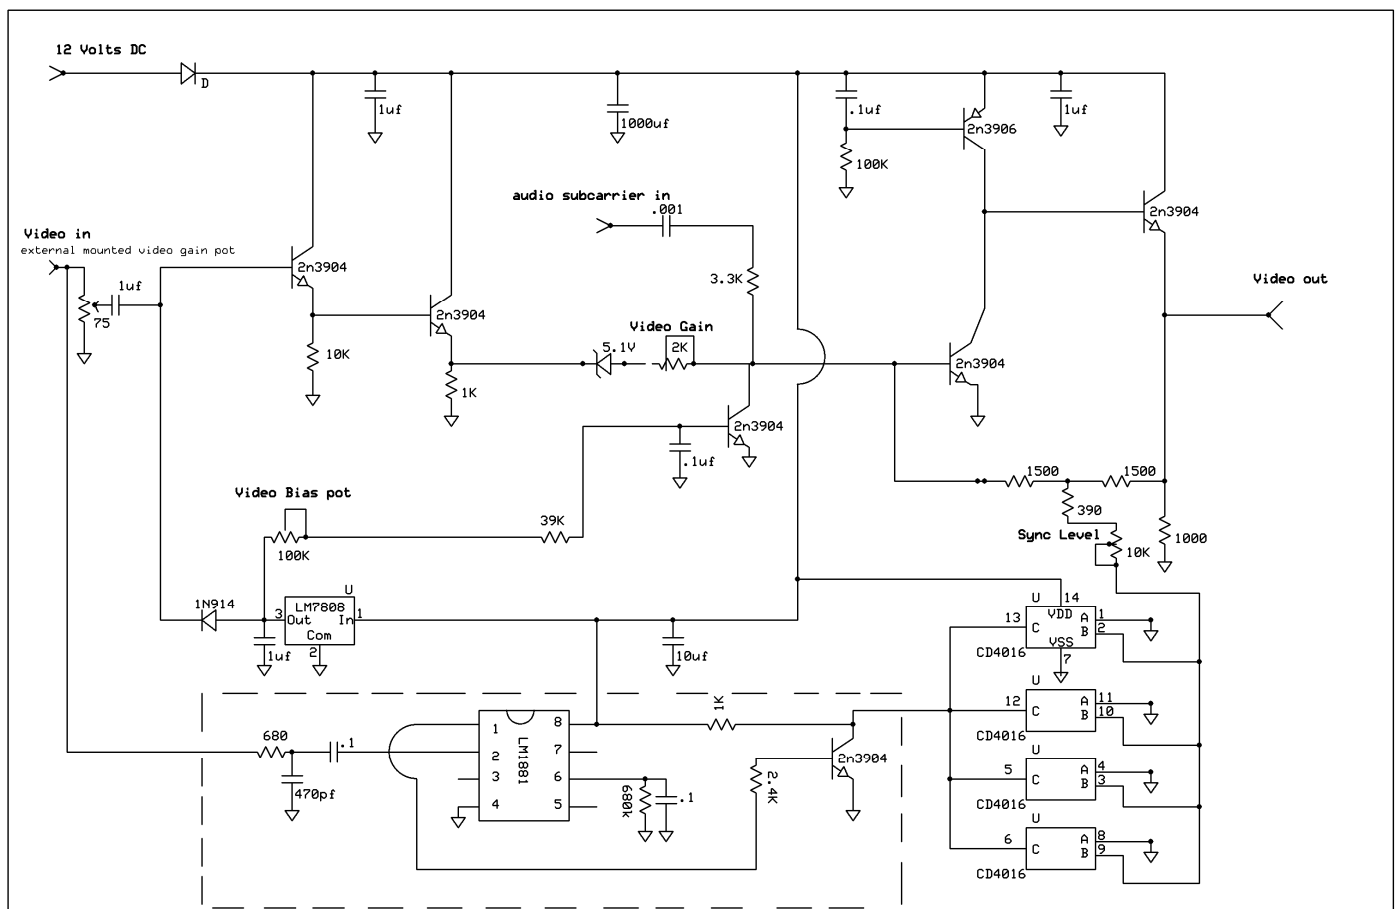 12 Volts DC
D
1uf
1000uf
.1uf
2n3906
1uf
100K
audio subcarrier in
.001
2n3904
Video in
external mounted video gain pot
2n3904
3.3K
Video out
1uf
75
2n3904
Video Gain
10K
5.1V
2K
2n3904
1K
2n3904
.1uf
1500
1500
Video Bias pot
390
39K
Sync Level
100K
10K
1000
1N914
U
LM7808
3
Out
In
1
Com
2
1uf
10uf
U
14
13
C
VDD
A
1
B
2
VSS
CD4016
7
U
12
C
A
11
B
10
CD4016
1K
680
.1
1
8
2
7
3
6
4
5
LM1881
470pf
680k
.1
2.4K
2n3904
U
5
C
A
4
B
3
CD4016
U
6
C
A
8
B
9
CD4016